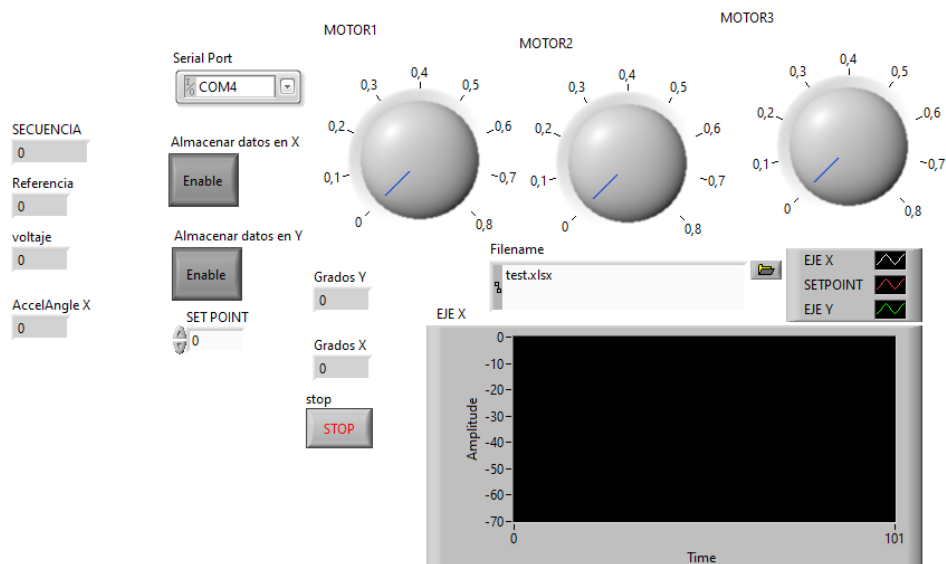 MOTOR1
MOTOR2
MOTOR3
Serial Port
I/O COM4
0 0,1 0,2 0,3 0,4 0,5 0,6 0,7 0,8
0 0,1 0,2 0,3 0,4 0,5 0,6 0,7 0,8
0 0,1 0,2 0,3 0,4 0,5 0,6 0,7 0,8
SECUENCIA
0
Referencia
0
voltaje
0
AccelAngle X
0
Almacenar datos en X
Enable
Almacenar datos en Y
Enable
SET POINT
0
Grados Y
0
Grados X
0
stop
STOP
Filename
test.xlsx
EJE X
SETPOINT
EJE Y
EJE X
Amplitude
0
-10
-20
-30
-40
-50
-60
-70
0 101
Time